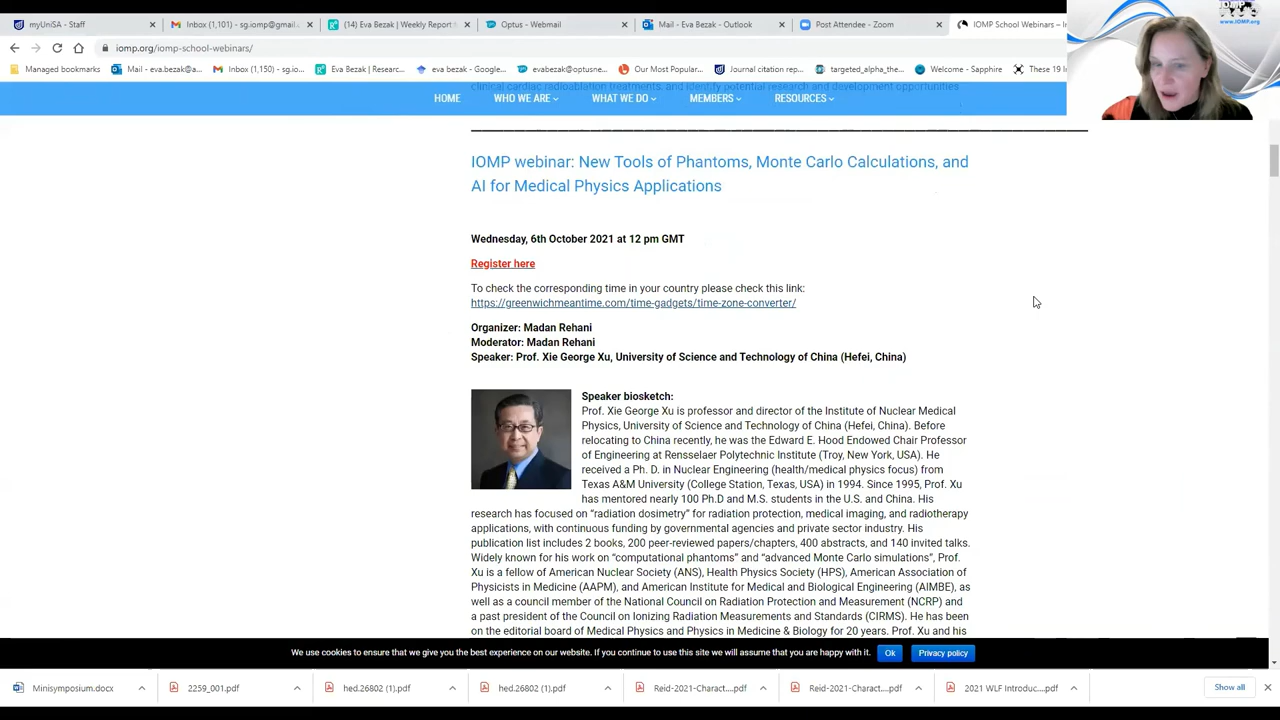 myUniSA - Staff
Inbox (1,101) - sg.iomp@gmail.
(14) Eva Bezak | Weekly Report f
Optus - Webmail
Mail - Eva Bezak - Outlook
Post Attendee - Zoom
IOMP School Webinars – In
iomp.org/iomp-school-webinars/
Managed bookmarks
Mail - eva.bezak@a...
Inbox (1,150) - sg.io...
Eva Bezak | Researc...
eva bezak - Google...
evabezak@optusne...
Our Most Popular...
Journal citation rep...
targeted_alpha_the...
Welcome - Sapphire
These 19 In
IOMP
www.IOMP.org
clinical cardiac radioablation treatments, and identify potential research and development opportunities
HOME
WHO WE ARE
WHAT WE DO
MEMBERS
RESOURCES
IOMP webinar: New Tools of Phantoms, Monte Carlo Calculations, and
AI for Medical Physics Applications
Wednesday, 6th October 2021 at 12 pm GMT
Register here
To check the corresponding time in your country please check this link:
https://greenwichmeantime.com/time-gadgets/time-zone-converter/
Organizer: Madan Rehani
Moderator: Madan Rehani
Speaker: Prof. Xie George Xu, University of Science and Technology of China (Hefei, China)
Speaker biosketch:
Prof. Xie George Xu is professor and director of the Institute of Nuclear Medical
Physics, University of Science and Technology of China (Hefei, China). Before
relocating to China recently, he was the Edward E. Hood Endowed Chair Professor
of Engineering at Rensselaer Polytechnic Institute (Troy, New York, USA). He
received a Ph. D. in Nuclear Engineering (health/medical physics focus) from
Texas A&M University (College Station, Texas, USA) in 1994. Since 1995, Prof. Xu
has mentored nearly 100 Ph.D and M.S. students in the U.S. and China. His
research has focused on “radiation dosimetry” for radiation protection, medical imaging, and radiotherapy
applications, with continuous funding by governmental agencies and private sector industry. His
publication list includes 2 books, 200 peer-reviewed papers/chapters, 400 abstracts, and 140 invited talks.
Widely known for his work on “computational phantoms” and “advanced Monte Carlo simulations”, Prof.
Xu is a fellow of American Nuclear Society (ANS), Health Physics Society (HPS), American Association of
Physicists in Medicine (AAPM), and American Institute for Medical and Biological Engineering (AIMBE), as
well as a council member of the National Council on Radiation Protection and Measurement (NCRP) and
a past president of the Council on Ionizing Radiation Measurements and Standards (CIRMS). He has been
on the editorial board of Medical Physics and Physics in Medicine & Biology for 20 years. Prof. Xu and his
We use cookies to ensure that we give you the best experience on our website. If you continue to use this site we will assume that you are happy with it.
Ok
Privacy policy
Minisymposium.docx
2259_001.pdf
hed.26802 (1).pdf
hed.26802 (1).pdf
Reid-2021-Charact....pdf
Reid-2021-Charact....pdf
2021 WLF Introduc....pdf
Show all